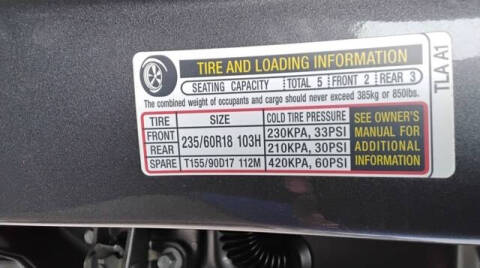 TIRE AND LOADING INFORMATION
SEATING CAPACITY TOTAL 5 FRONT 2 REAR 3
The combined weight of occupants and cargo should never exceed 385kg or 850lbs.
TIRE SIZE COLD TIRE PRESSURE
FRONT 235/60R18 103H 230KPA, 33PSI
REAR 210KPA, 30PSI
SPARE T155/90D17 112M 420KPA, 60PSI
SEE OWNER'S
MANUAL FOR
ADDITIONAL
INFORMATION
TLA A1